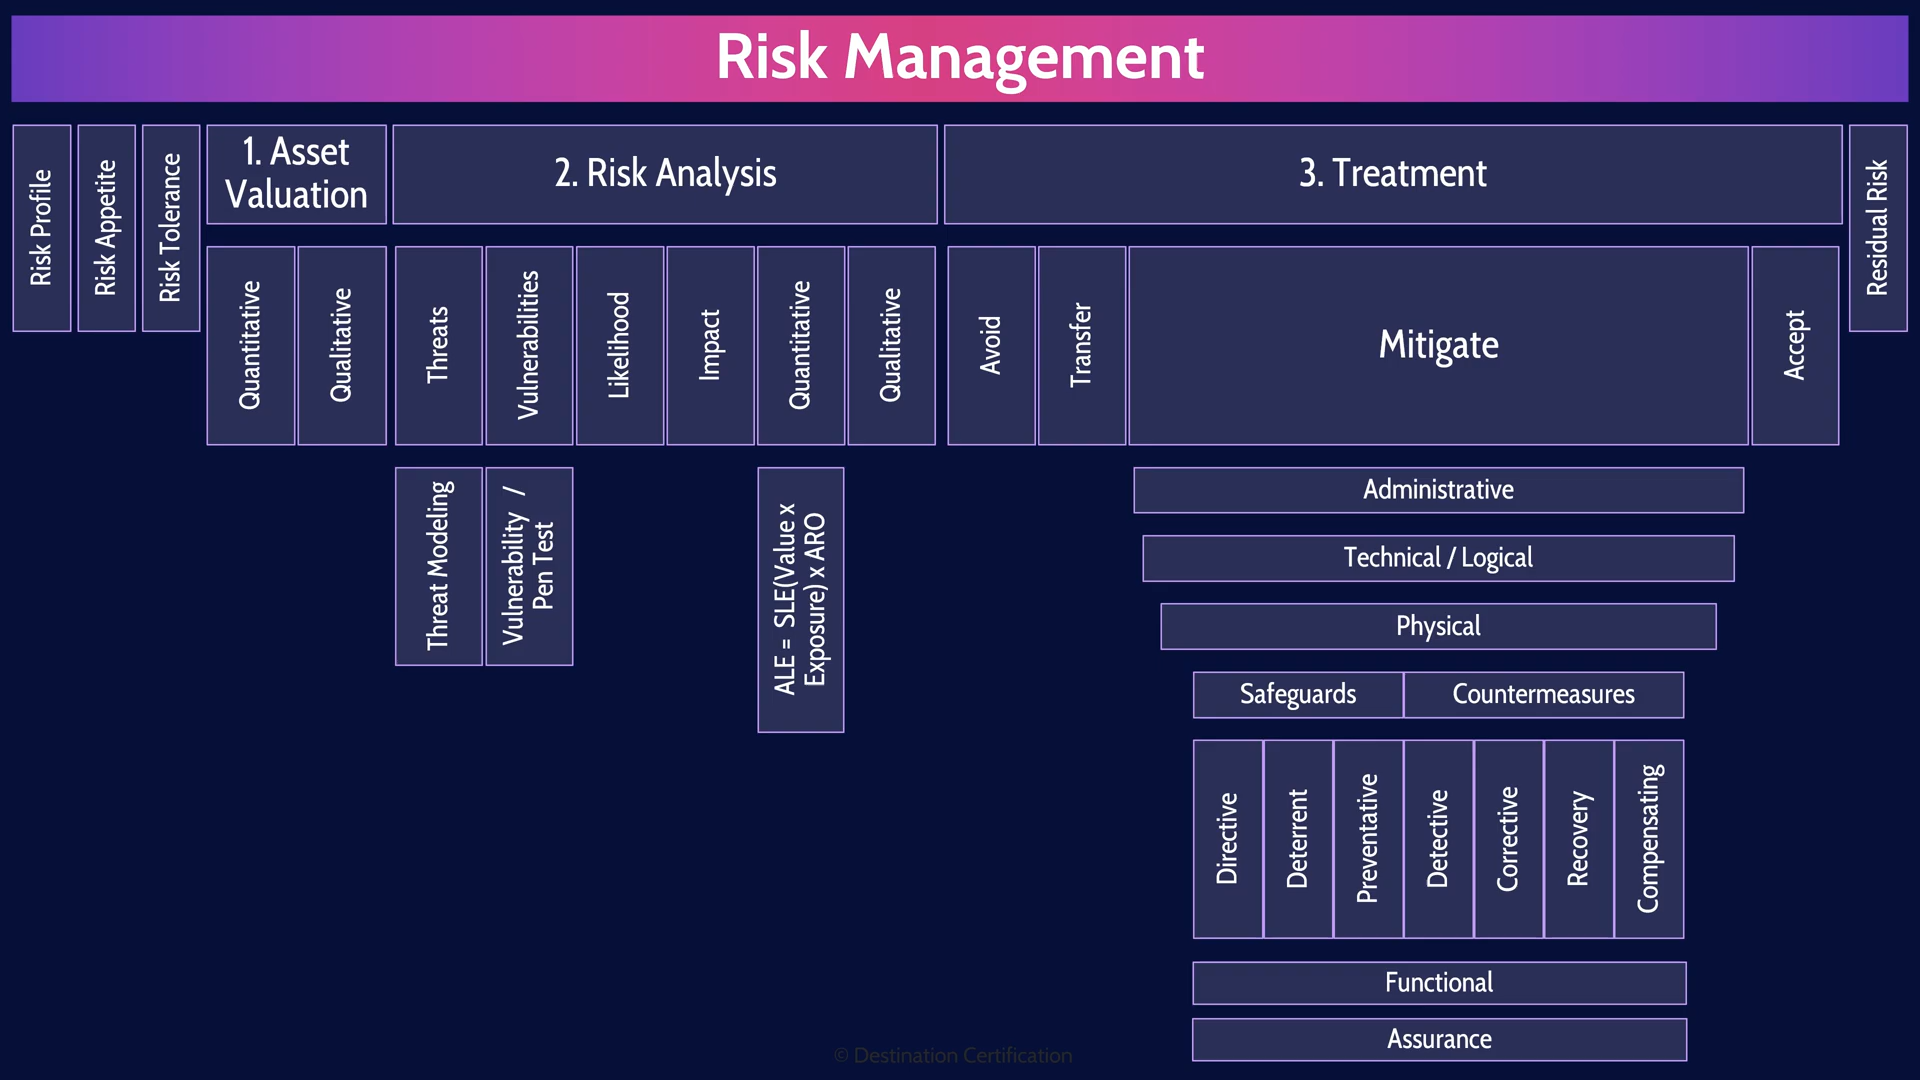 Risk Management
Risk Profile
Risk Appetite
Risk Tolerance
1. Asset
Valuation
2. Risk Analysis
3. Treatment
Residual Risk
Quantitative
Qualitative
Threats
Vulnerabilities
Likelihood
Impact
Quantitative
Qualitative
Avoid
Transfer
Mitigate
Accept
Threat Modeling
Vulnerability /
Pen Test
ALE = SLE(Value x
Exposure) x ARO
Administrative
Technical / Logical
Physical
Safeguards
Countermeasures
Directive
Deterrent
Preventative
Detective
Corrective
Recovery
Compensating
Functional
Assurance
© Destination Certification